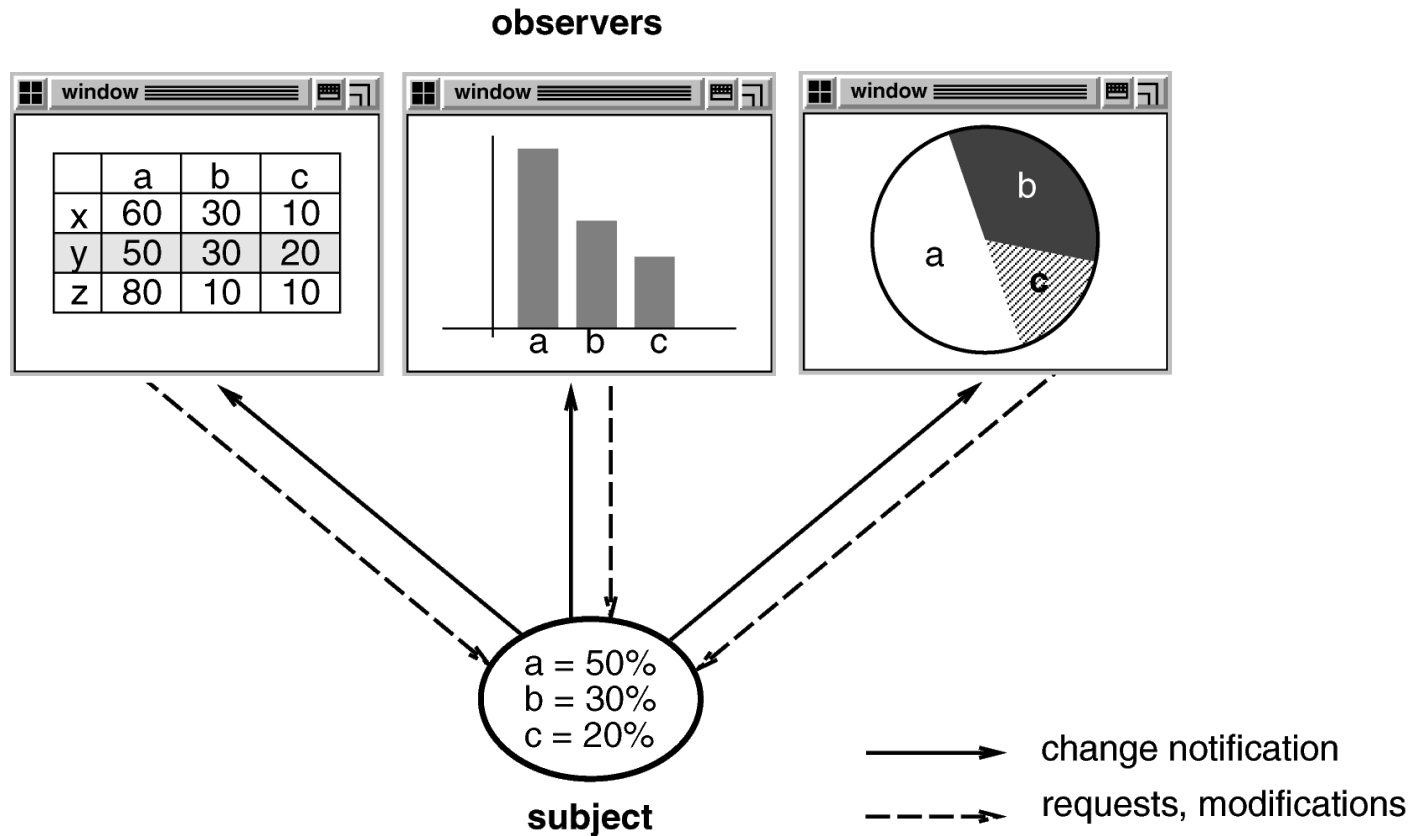 observers
window
a b c
x 60 30 10
y 50 30 20
z 80 10 10
window
a b c
window
b
a
c
a = 50%
b = 30%
c = 20%
subject
change notification
requests, modifications